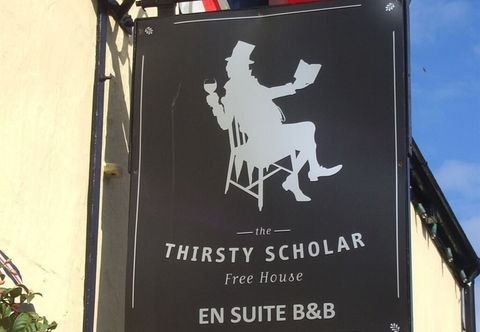 the
THIRSTY SCHOLAR
Free House
EN SUITE B&B